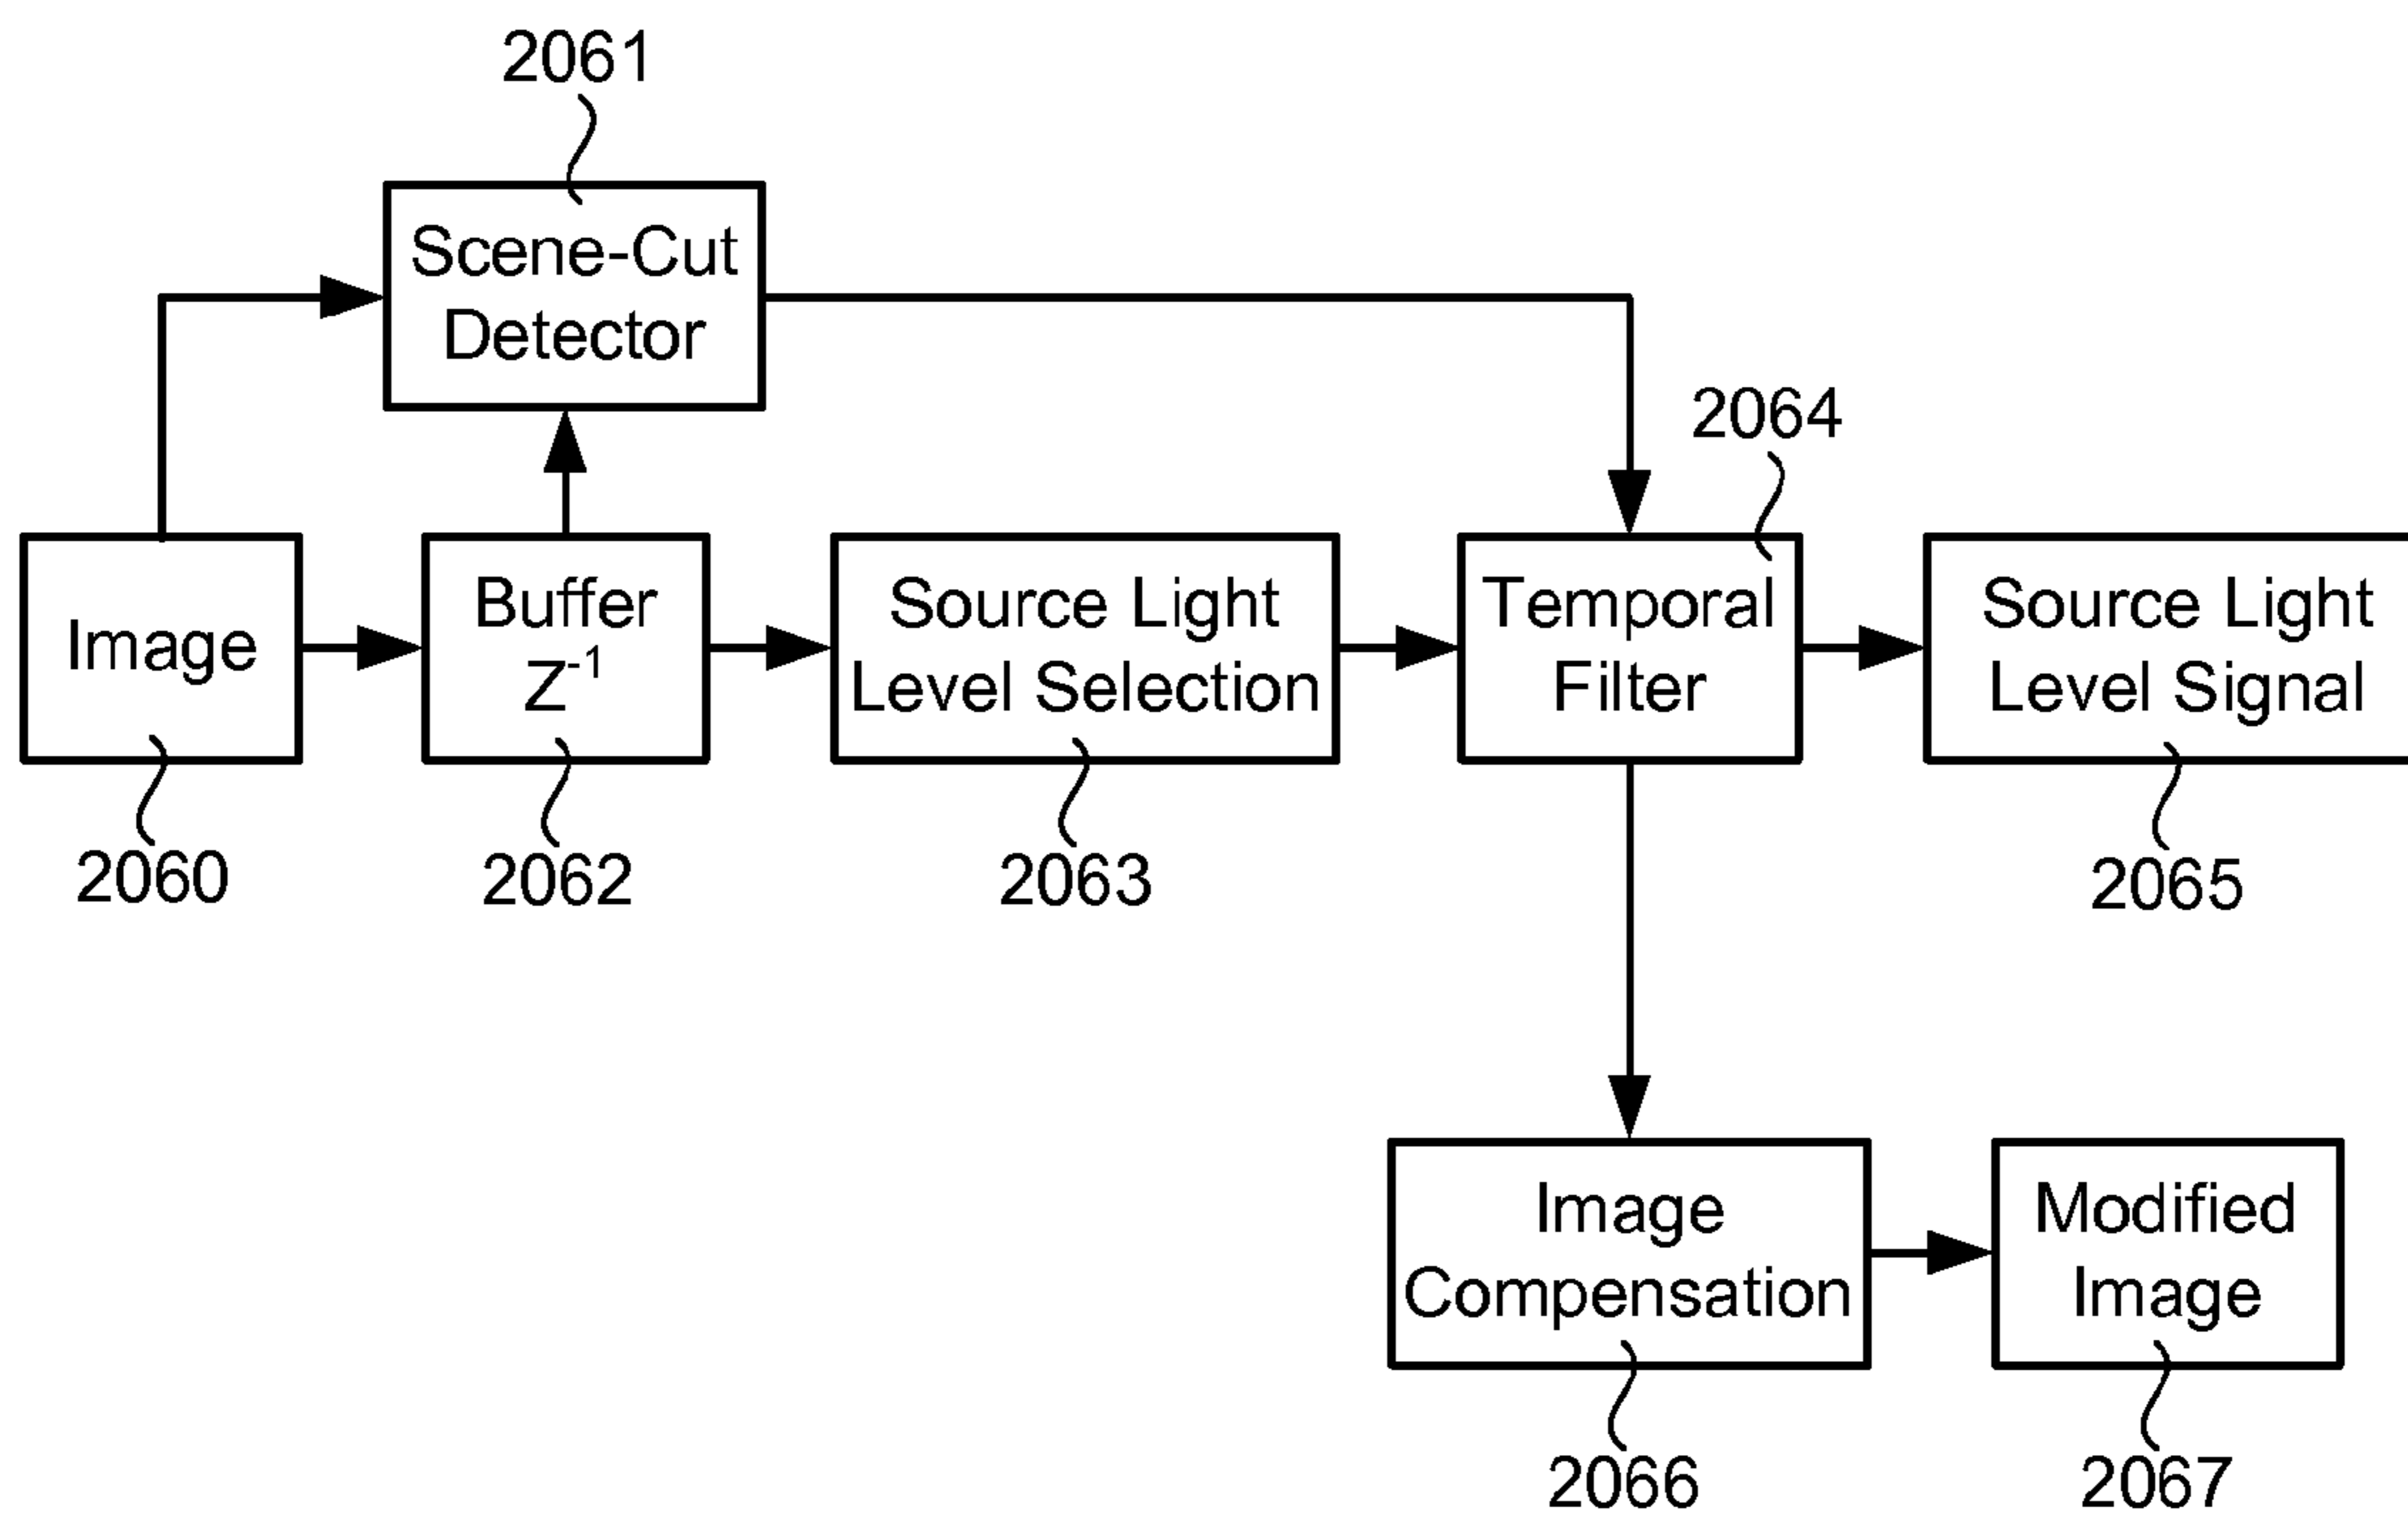 2061
Scene-Cut
Detector
2064
Image
Buffer
Z⁻¹
Source Light
Level Selection
Temporal
Filter
Source Light
Level Signal
2060
2062
2063
2065
Image
Compensation
Modified
Image
2066
2067